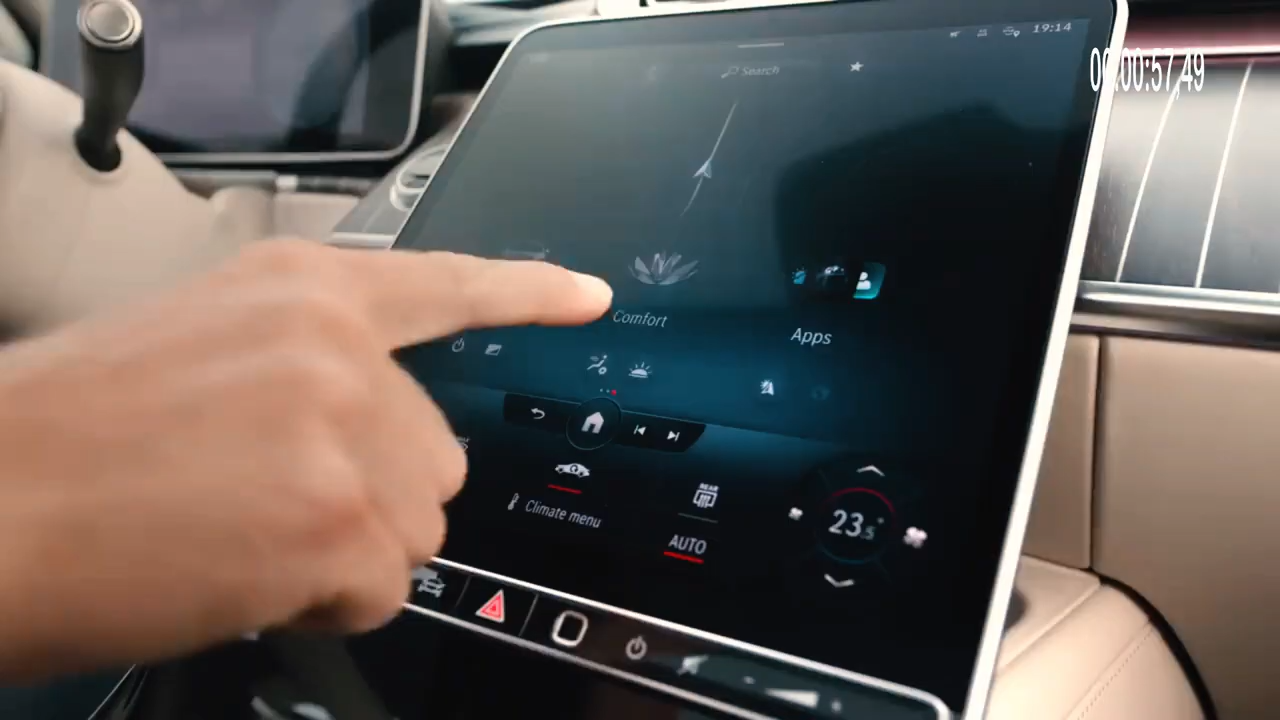 19:14
00:00:57,49
Search
Comfort
Apps
REAR
Climate menu
AUTO
23.5°